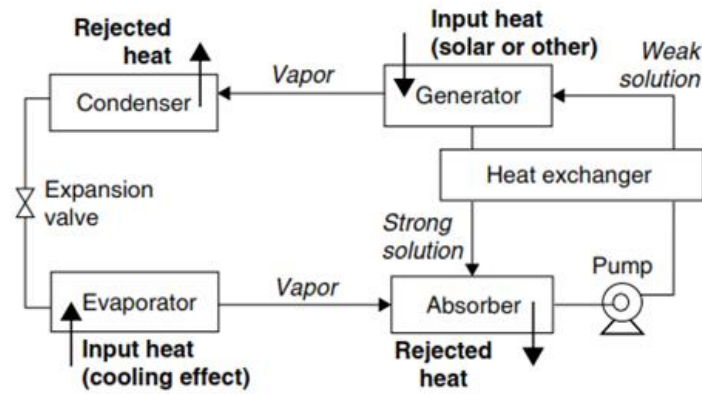 Rejected
heat
Input heat
(solar or other)
Weak
solution
Vapor
Condenser
Generator
Heat exchanger
Expansion
valve
Strong
solution
Pump
Evaporator
Vapor
Absorber
Input heat
(cooling effect)
Rejected
heat